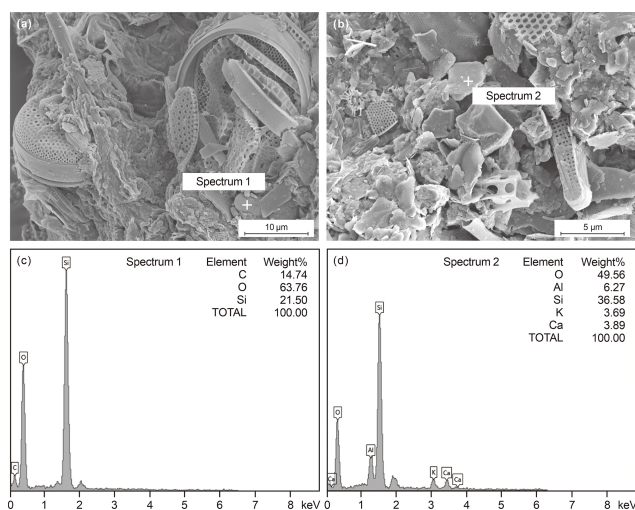 (a)
Spectrum 1
10 μm
(b)
Spectrum 2
5 μm
(c)
Spectrum 1 Element Weight%
C 14.74
O 63.76
Si 21.50
TOTAL 100.00
Si
O
C
0 1 2 3 4 5 6 7 8 keV
(d)
Spectrum 2 Element Weight%
O 49.56
Al 6.27
Si 36.58
K 3.69
Ca 3.89
TOTAL 100.00
Si
O
Al
K
Ca
Ca
Ca
0 1 2 3 4 5 6 7 8 keV